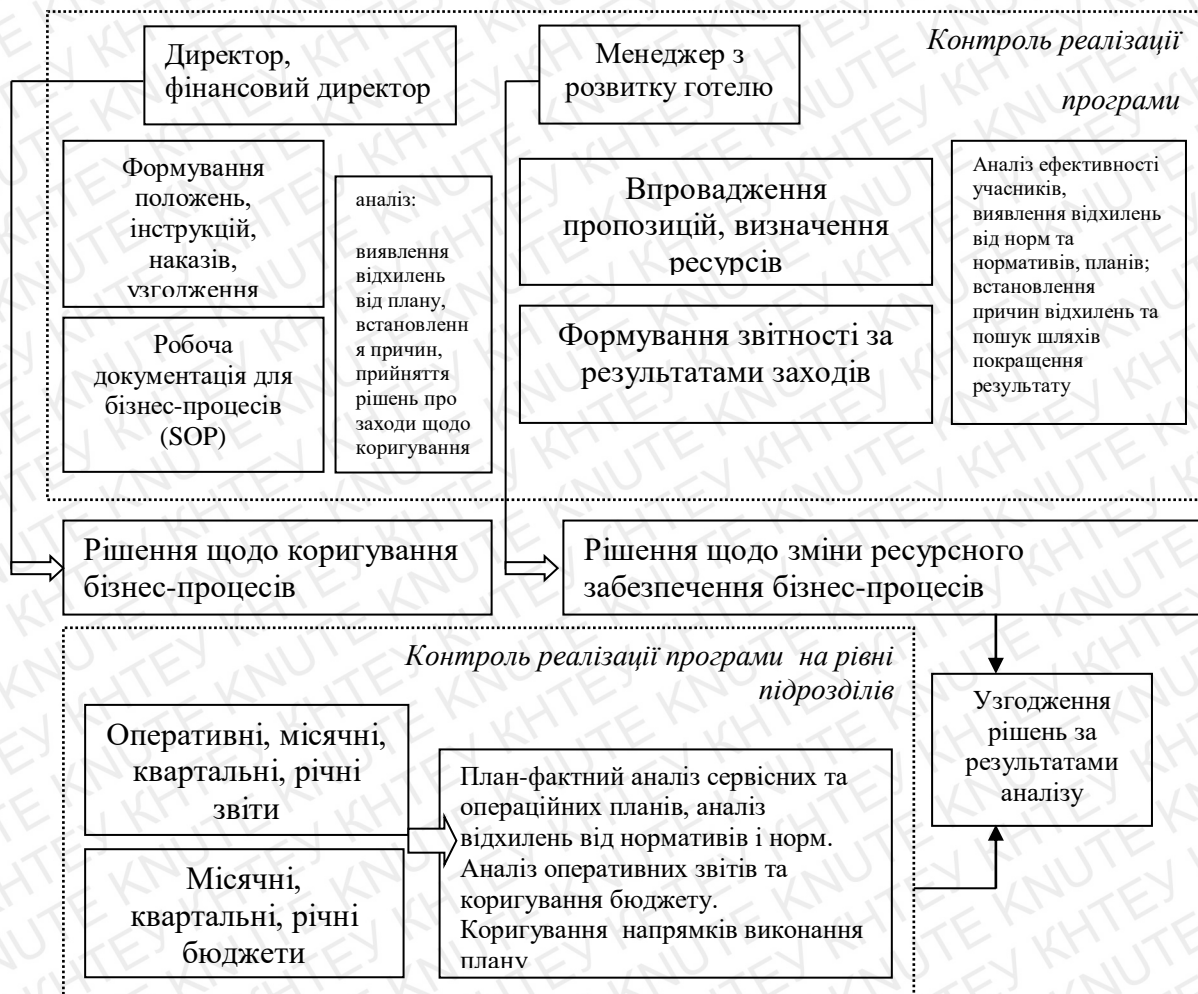 Директор,
фінансовий директор
Менеджер з
розвитку готелю
Контроль реалізації
програми
Формування
положень,
інструкцій,
наказів,
узгодження
аналіз:
виявлення
відхилень
від плану,
встановленн
я причин,
прийняття
рішень про
заходи щодо
коригування
Впровадження
пропозицій, визначення
ресурсів
Аналіз ефективності
учасників,
виявлення відхилень
від норм та
нормативів, планів;
встановлення
причин відхилень та
пошук шляхів
покращення
результату
Робоча
документація для
бізнес-процесів
(SOP)
Формування звітності за
результатами заходів
Рішення щодо коригування
бізнес-процесів
Рішення щодо зміни ресурсного
забезпечення бізнес-процесів
Контроль реалізації програми на рівні
підрозділів
Оперативні, місячні,
квартальні, річні
звіти
Місячні,
квартальні, річні
бюджети
План-фактний аналіз сервісних та
операційних планів, аналіз
відхилень від нормативів і норм.
Аналіз оперативних звітів та
коригування бюджету.
Коригування напрямків виконання
плану
Узгодження
рішень за
результатами
аналізу